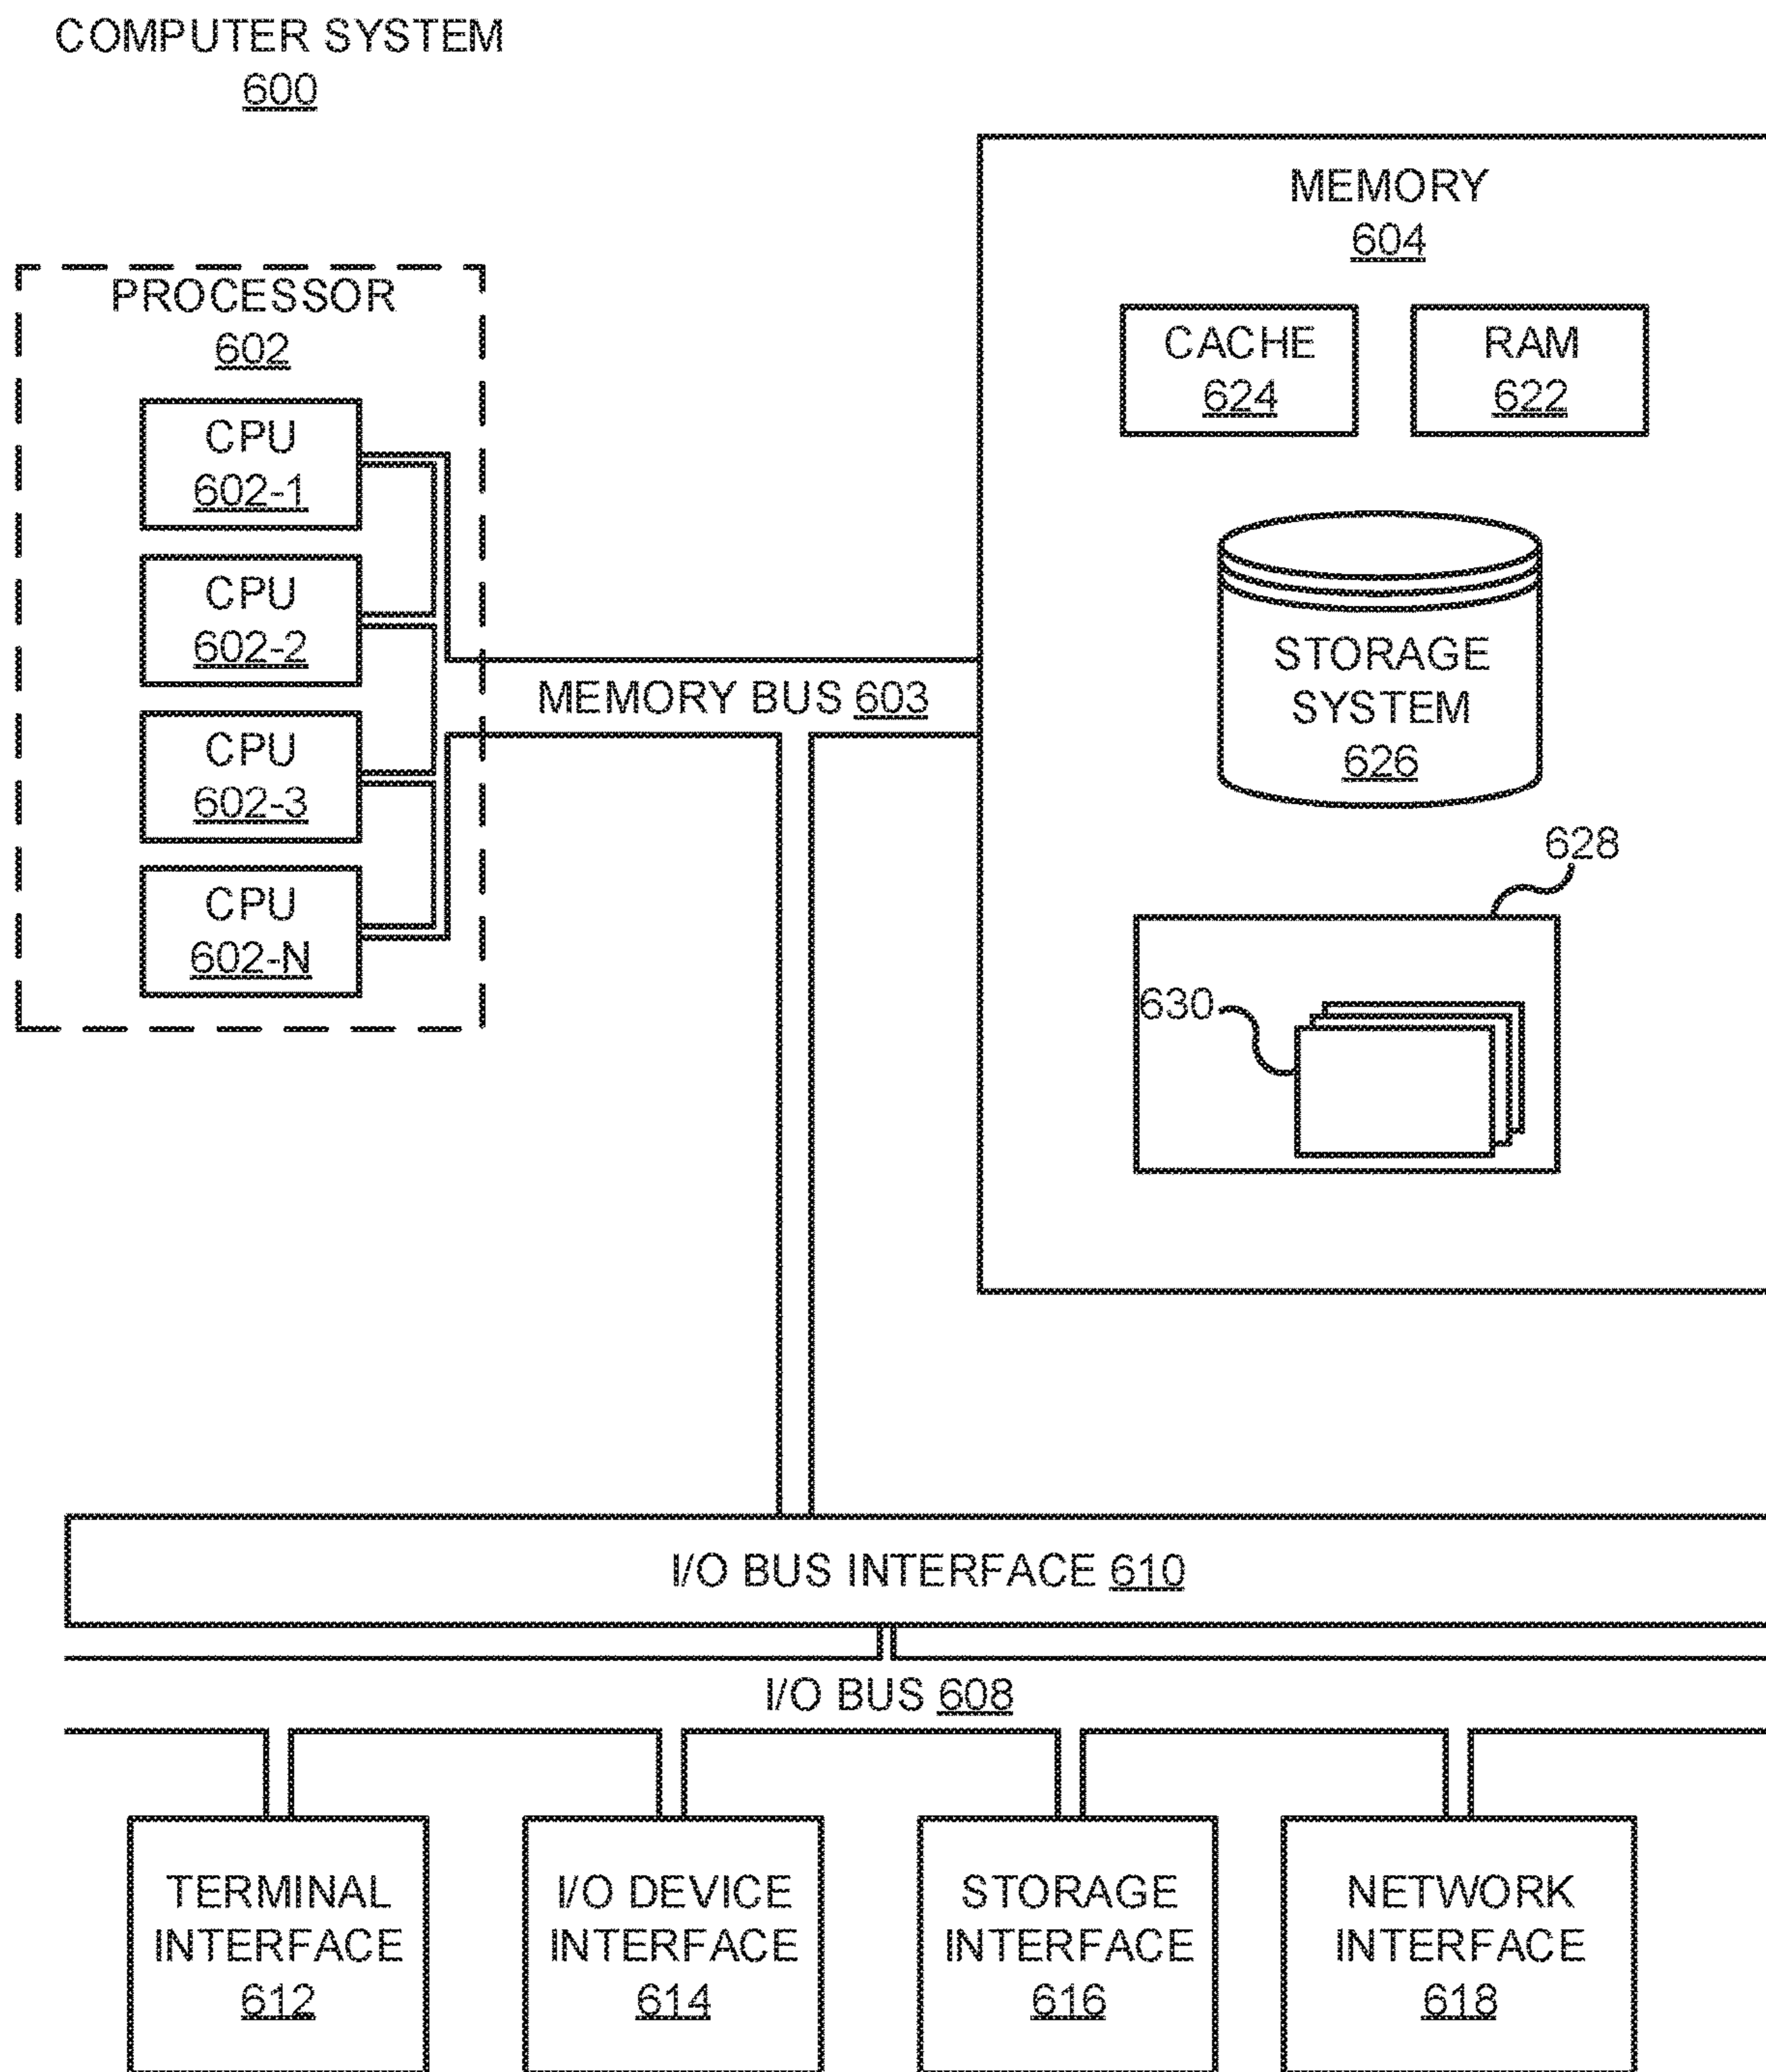 COMPUTER SYSTEM
600
PROCESSOR
602
CPU
602-1
CPU
602-2
CPU
602-3
CPU
602-N
MEMORY BUS 603
MEMORY
604
CACHE
624
RAM
622
STORAGE
SYSTEM
626
628
630
I/O BUS INTERFACE 610
I/O BUS 608
TERMINAL
INTERFACE
612
I/O DEVICE
INTERFACE
614
STORAGE
INTERFACE
616
NETWORK
INTERFACE
618